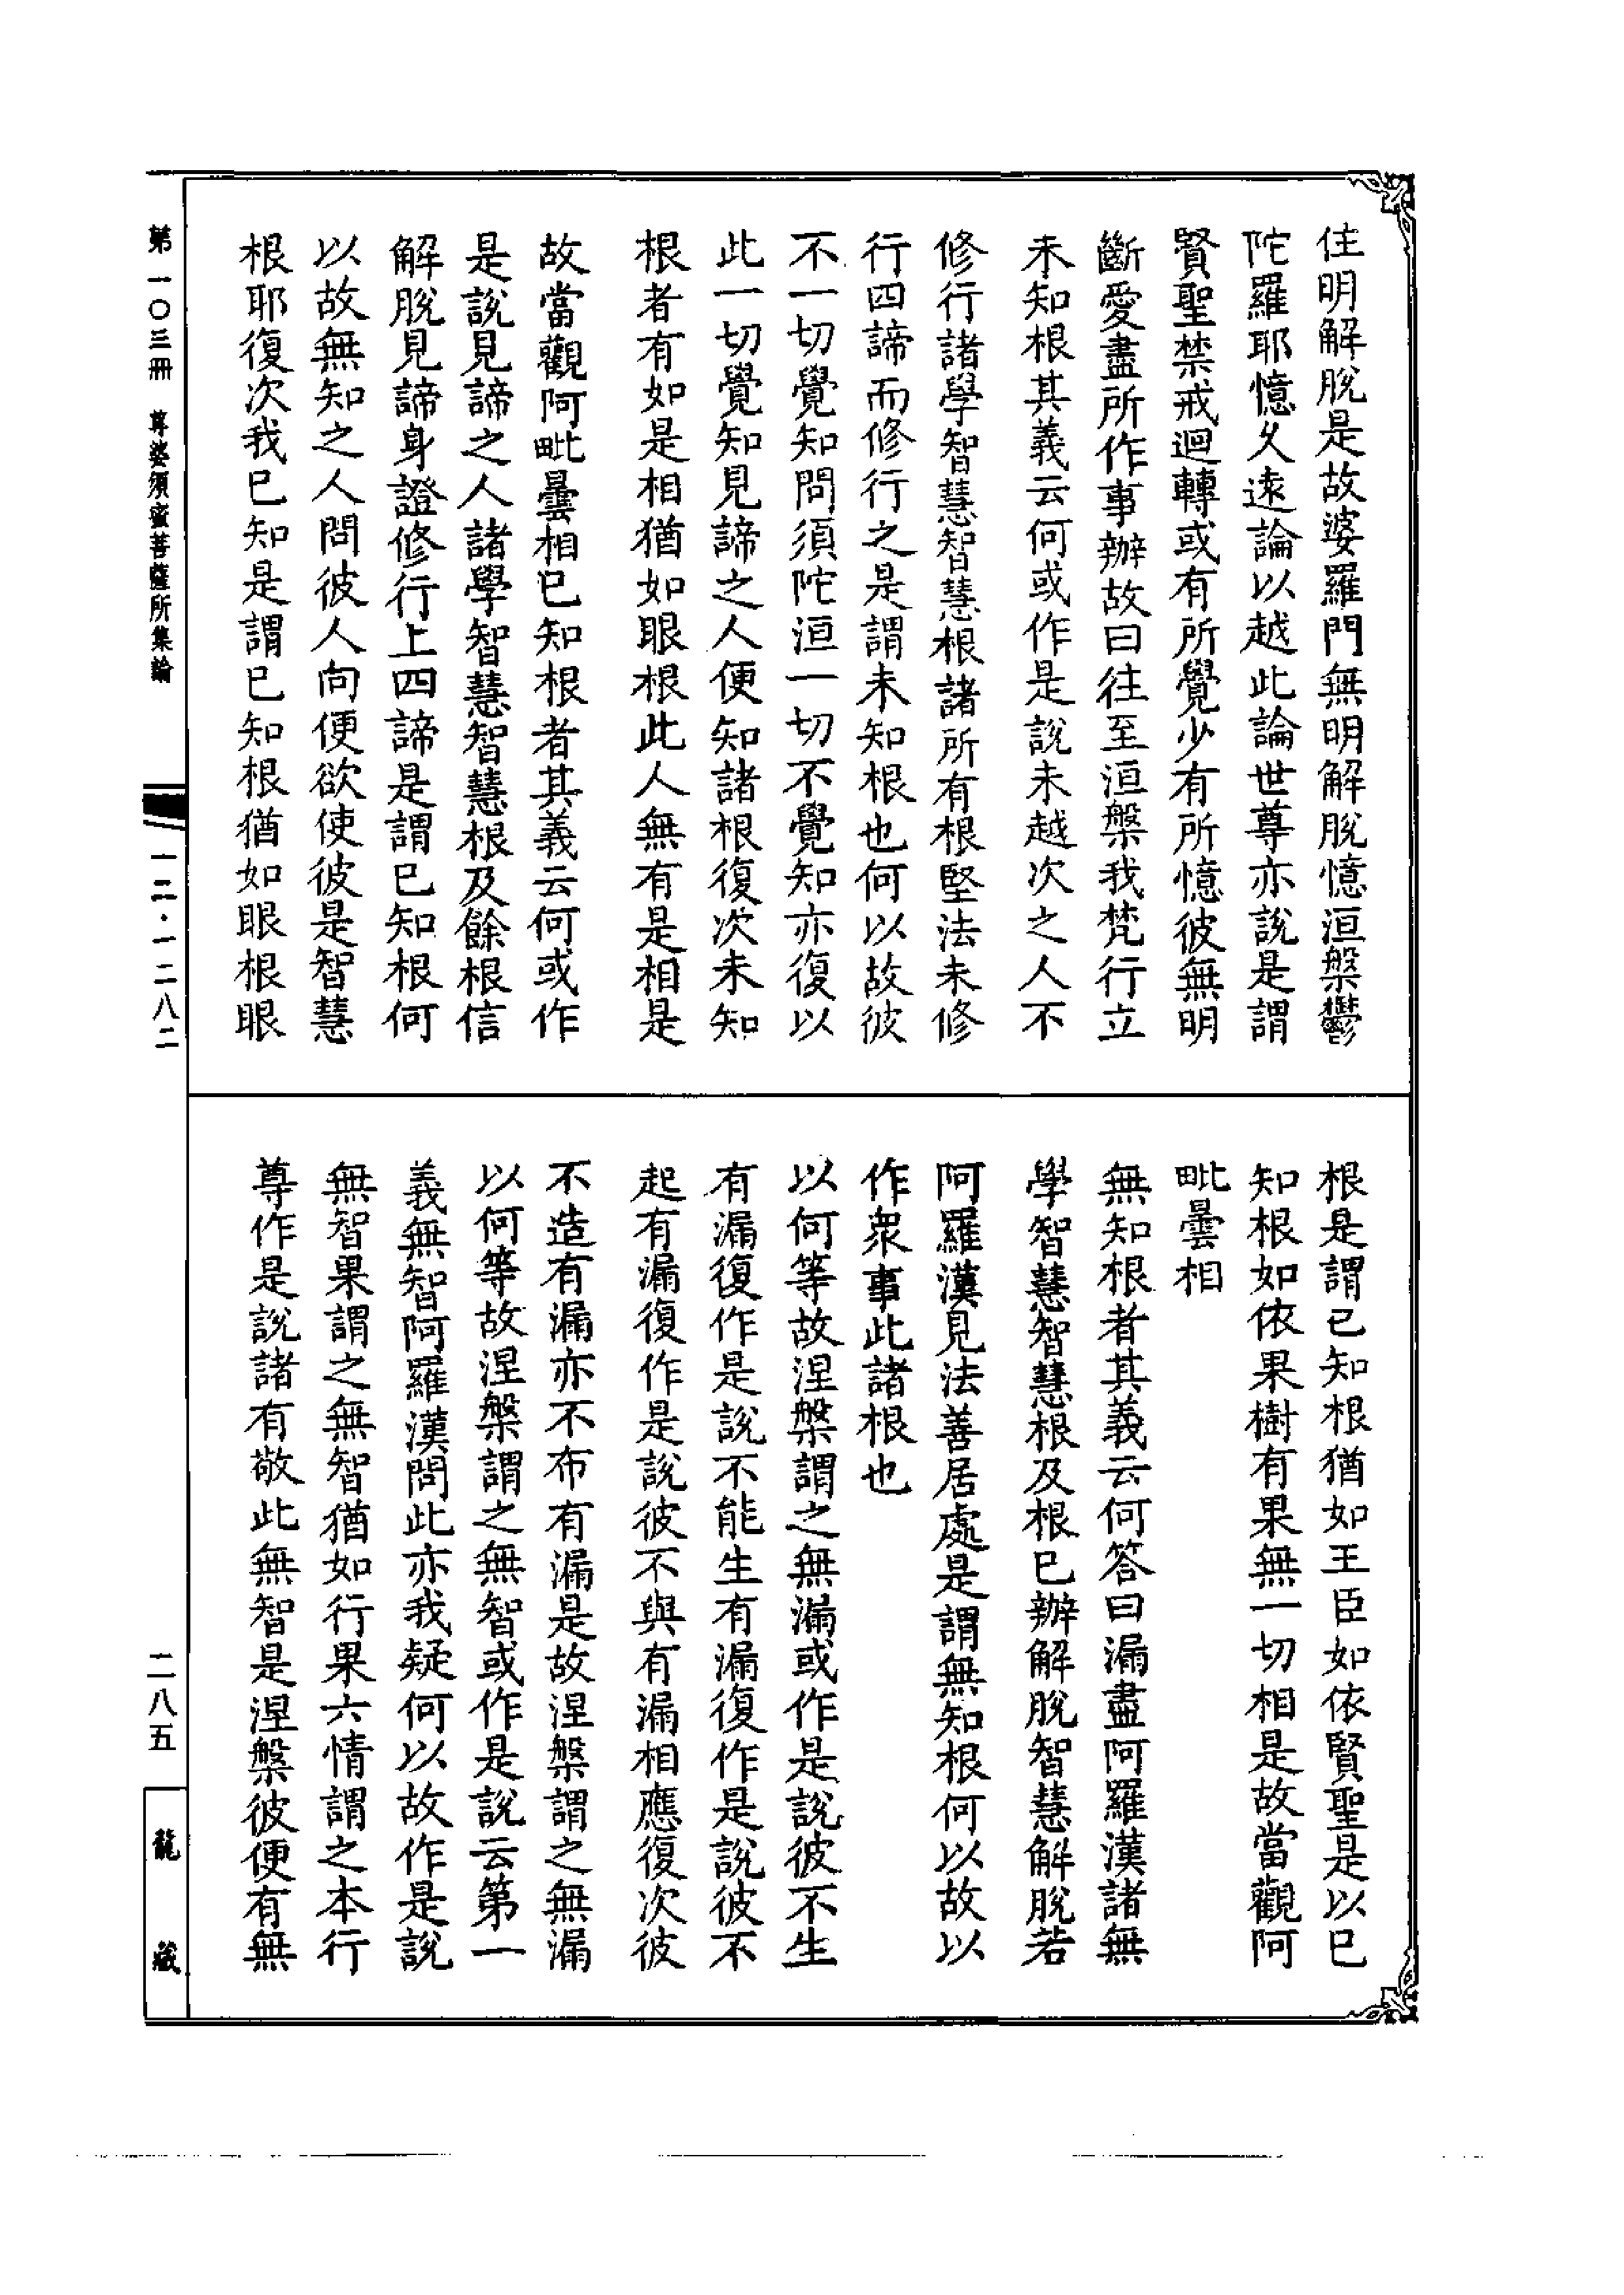 住明解脫是故婆羅門無明解脫憶洹槃鬱
陀羅耶憶久遠論以越此論世尊亦說是謂
賢聖禁戒迴轉或有所覺少有所憶彼無明
斷愛盡所作事辦故曰往至洹槃我梵行立
未知根其義云何或作是說未越次之人不
修行諸學智慧智慧根諸所有根堅法未修
行四諦而修行之是謂未知根也何以故彼
不一切覺知問須陀洹一切不覺知亦復以
此一切覺知見諦之人便知諸根復次未知
根者有如是相猶如眼根此人無有是相是
故當觀阿毗曇相已知根者其義云何或作
是說見諦之人諸學智慧智慧根及餘根信
解脫見諦身證修行上四諦是謂已知根何
以故無知之人問彼人向便欲使彼是智慧
根耶復次我已知是謂已知根猶如眼根眼
根是謂已知根猶如王臣如依賢聖是以已
知根如依果樹有果無一切相是故當觀阿
毗曇相
無知根者其義云何答曰漏盡阿羅漢諸無
學智慧智慧根及根已辦解脫智慧解脫若
阿羅漢見法善居處是謂無知根何以故以
作眾事此諸根也
以何等故涅槃謂之無漏或作是說彼不生
有漏復作是說不能生有漏復作是說彼不
起有漏復作是說彼不與有漏相應復次彼
不造有漏亦不布有漏是故涅槃謂之無漏
以何等故涅槃謂之無智或作是說云第一
義無智阿羅漢問此亦我疑何以故作是說
無智果謂之無智猶如行果六情謂之本行
尊作是說諸有敬此無智是涅槃彼便有無
第一〇三冊 尊婆須蜜菩薩所集論
一二·一二八二
二八五
龍藏